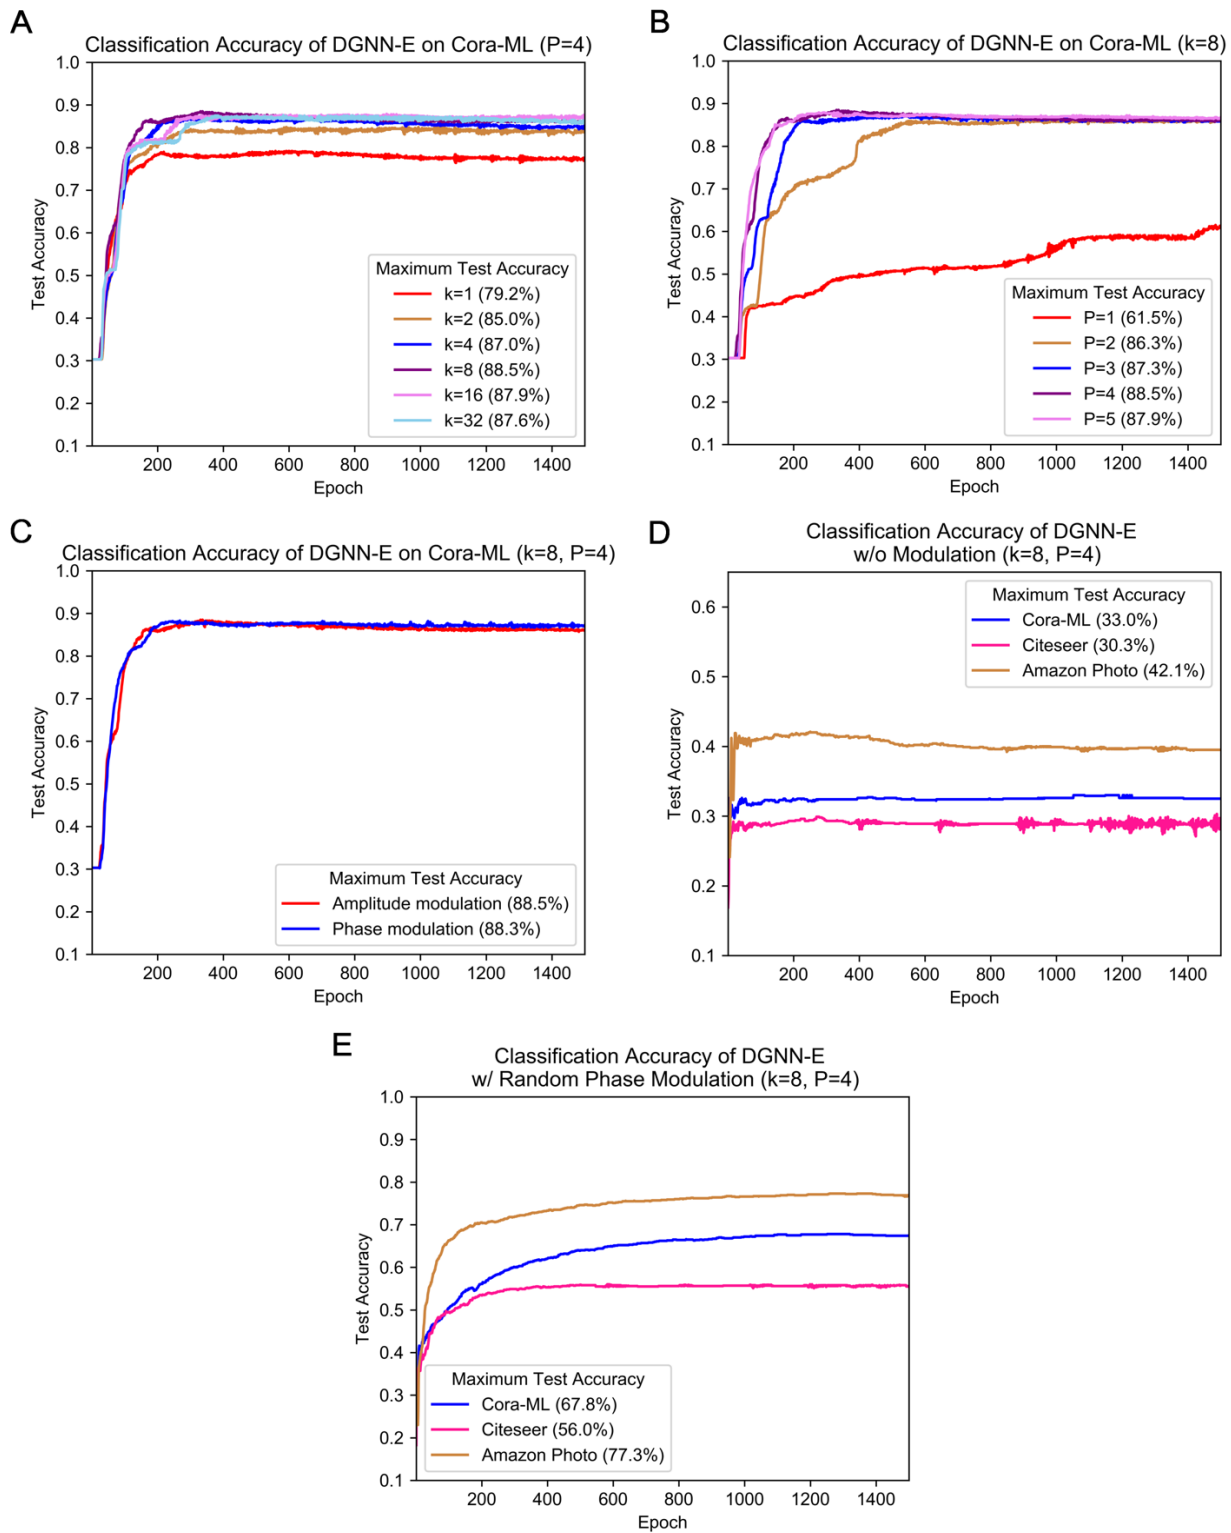 A
Classification Accuracy of DGNN-E on Cora-ML (P=4)
1.0
0.9
0.8
0.7
0.6
0.5
0.4
0.3
0.2
0.1
Test Accuracy
Maximum Test Accuracy
k=1 (79.2%)
k=2 (85.0%)
k=4 (87.0%)
k=8 (88.5%)
k=16 (87.9%)
k=32 (87.6%)
200 400 600 800 1000 1200 1400
Epoch
B
Classification Accuracy of DGNN-E on Cora-ML (k=8)
1.0
0.9
0.8
0.7
0.6
0.5
0.4
0.3
0.2
0.1
Test Accuracy
Maximum Test Accuracy
P=1 (61.5%)
P=2 (86.3%)
P=3 (87.3%)
P=4 (88.5%)
P=5 (87.9%)
200 400 600 800 1000 1200 1400
Epoch
C
Classification Accuracy of DGNN-E on Cora-ML (k=8, P=4)
1.0
0.9
0.8
0.7
0.6
0.5
0.4
0.3
0.2
0.1
Test Accuracy
Maximum Test Accuracy
Amplitude modulation (88.5%)
Phase modulation (88.3%)
200 400 600 800 1000 1200 1400
Epoch
D
Classification Accuracy of DGNN-E
w/o Modulation (k=8, P=4)
0.6
0.5
0.4
0.3
0.2
0.1
Test Accuracy
Maximum Test Accuracy
Cora-ML (33.0%)
Citeseer (30.3%)
Amazon Photo (42.1%)
200 400 600 800 1000 1200 1400
Epoch
E
Classification Accuracy of DGNN-E
w/ Random Phase Modulation (k=8, P=4)
1.0
0.9
0.8
0.7
0.6
0.5
0.4
0.3
0.2
0.1
Test Accuracy
Maximum Test Accuracy
Cora-ML (67.8%)
Citeseer (56.0%)
Amazon Photo (77.3%)
200 400 600 800 1000 1200 1400
Epoch